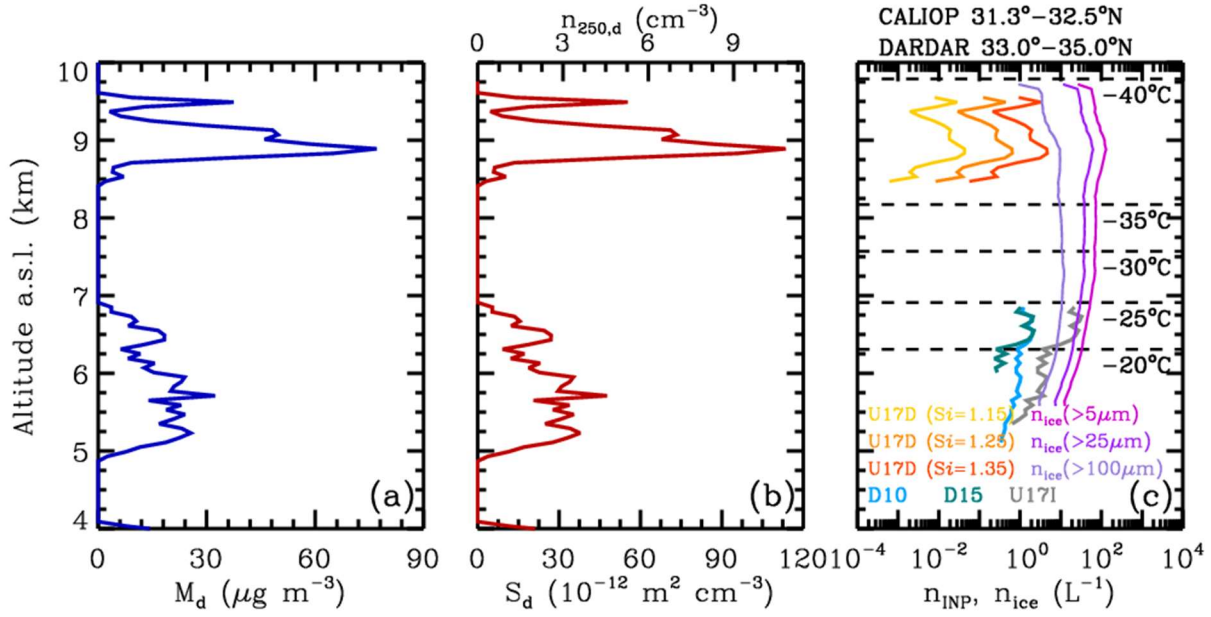 n250,d (cm−3)
CALIOP 31.3°−32.5°N
DARDAR 33.0°−35.0°N
0 3 6 9
Altitude a.s.l. (km)
10
9
8
7
6
5
4
−40°C
−35°C
−30°C
−25°C
−20°C
U17D (Si=1.15) nice(>5μm)
U17D (Si=1.25) nice(>25μm)
U17D (Si=1.35) nice(>100μm)
D10 D15 U17I
(a) (b) (c)
0 30 60 90
0 30 60 90 120
10−4 10−2 100 102 104
Md (μg m−3)
Sd (10−12 m2 cm−3)
nINP, nice (L−1)